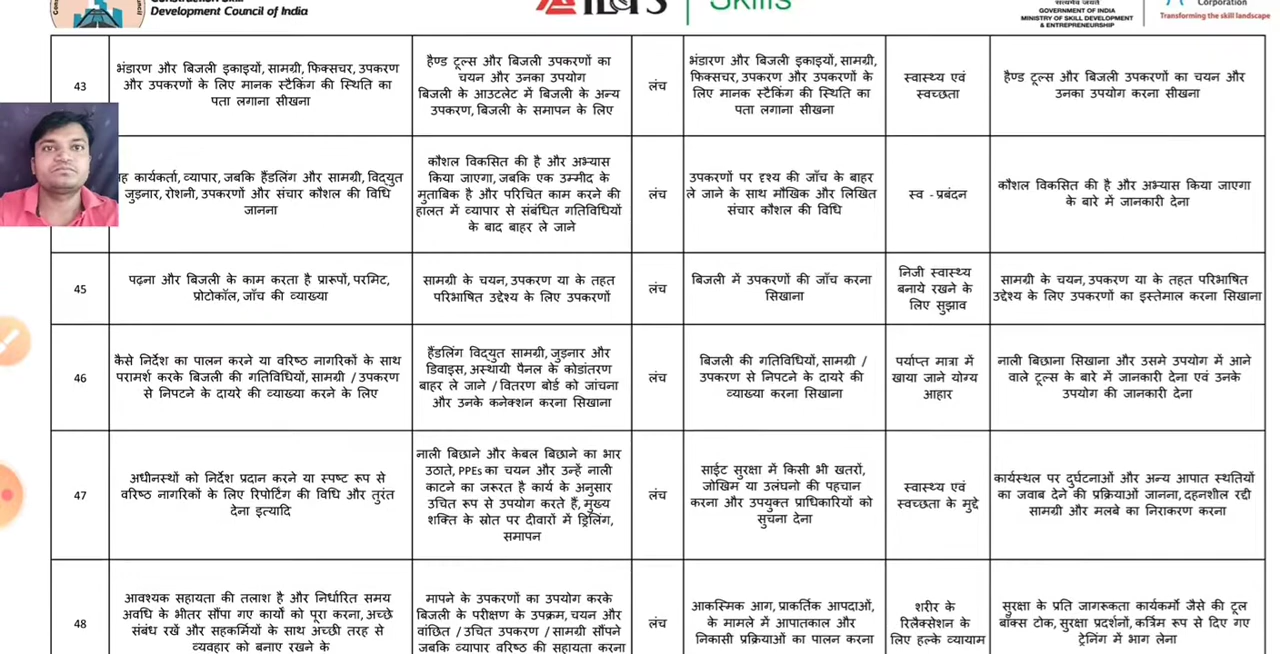 Construction Skill
Development Council of India
IL&FS
Skills
सत्यमेव जयते
GOVERNMENT OF INDIA
MINISTRY OF SKILL DEVELOPMENT
& ENTREPRENEURSHIP
Corporation
Transforming the skill landscape
43
भंडारण और बिजली इकाइयों, सामग्री, फिक्सचर, उपकरण
और उपकरणों के लिए मानक स्टैकिंग की स्थिति का
पता लगाना सीखना
हैण्ड टूल्स और बिजली उपकरणों का
चयन और उनका उपयोग
बिजली के आउटलेट में बिजली के अन्य
उपकरण, बिजली के समापन के लिए
लंच
भंडारण और बिजली इकाइयों, सामग्री,
फिक्सचर, उपकरण और उपकरणों के
लिए मानक स्टैकिंग की स्थिति का
पता लगाना सीखना
स्वास्थ्य एवं
स्वच्छता
हैण्ड टूल्स और बिजली उपकरणों का चयन और
उनका उपयोग करना सीखना
ह कार्यकर्ता, व्यापार, जबकि हैंडलिंग और सामग्री, विद्युत
जुड़नार, रोशनी, उपकरणों और संचार कौशल की विधि
जानना
कौशल विकसित की है और अभ्यास
किया जाएगा, जबकि एक उम्मीद के
मुताबिक है और परिचित काम करने की
हालत में व्यापार से संबंधित गतिविधियों
के बाद बाहर ले जाने
लंच
उपकरणों पर दृश्य की जाँच के बाहर
ले जाने के साथ मौखिक और लिखित
संचार कौशल की विधि
स्व - प्रबंदन
कौशल विकसित की है और अभ्यास किया जाएगा
के बारे में जानकारी देना
45
पढ़ना और बिजली के काम करता है प्रारूपों, परमिट,
प्रोटोकॉल, जाँच की व्याख्या
सामग्री के चयन, उपकरण या के तहत
परिभाषित उद्देश्य के लिए उपकरणों
लंच
बिजली में उपकरणों की जाँच करना
सिखाना
निजी स्वास्थ्य
बनाये रखने के
लिए सुझाव
सामग्री के चयन, उपकरण या के तहत परिभाषित
उद्देश्य के लिए उपकरणों का इस्तेमाल करना सिखाना
46
कैसे निर्देश का पालन करने या वरिष्ठ नागरिकों के साथ
परामर्श करके बिजली की गतिविधियों, सामग्री / उपकरण
से निपटने के दायरे की व्याख्या करने के लिए
हैंडलिंग विद्युत सामग्री, जुड़नार और
डिवाइस, अस्थायी पैनल के कोडांतरण
बाहर ले जाने / वितरण बोर्ड को जांचना
और उनके कनेक्शन करना सिखाना
लंच
बिजली की गतिविधियों, सामग्री /
उपकरण से निपटने के दायरे की
व्याख्या करना सिखाना
पर्याप्त मात्रा में
खाया जाने योग्य
आहार
नाली बिछाना सिखाना और उसमे उपयोग में आने
वाले टूल्स के बारे में जानकारी देना एवं उनके
उपयोग की जानकारी देना
47
अधीनस्थों को निर्देश प्रदान करने या स्पष्ट रूप से
वरिष्ठ नागरिकों के लिए रिपोर्टिंग की विधि और तुरंत
देना इत्यादि
नाली बिछाने और केबल बिछाने का भार
उठाते, PPEs का चयन और उन्हें नाली
काटने का जरूरत है कार्य के अनुसार
उचित रूप से उपयोग करते हैं, मुख्य
शक्ति के स्रोत पर दीवारों में ड्रिलिंग,
समापन
लंच
साईट सुरक्षा में किसी भी खतरों,
जोखिम या उलंघनो की पहचान
करना और उपयुक्त प्राधिकारियों को
सुचना देना
स्वास्थ्य एवं
स्वच्छता के मुद्दे
कार्यस्थल पर दुर्घटनाओं और अन्य आपात स्थितियों
का जवाब देने की प्रक्रियाओं जानना, दहनशील रद्दी
सामग्री और मलबे का निराकरण करना
48
आवश्यक सहायता की तलाश है और निर्धारित समय
अवधि के भीतर सौंपा गए कार्यों को पूरा करना, अच्छे
संबंध रखें और सहकर्मियों के साथ अच्छी तरह से
व्यवहार को बनाए रखने के
मापने के उपकरणों का उपयोग करके
बिजली के परीक्षण के उपक्रम, चयन और
वांछित / उचित उपकरण / सामग्री सौंपने
जबकि व्यापार वरिष्ठ की सहायता करना
लंच
आकस्मिक आग, प्राकर्तिक आपदाओं,
के मामले में आपातकाल और
निकासी प्रक्रियाओं का पालन करना
शरीर के
रिलैक्सेशन के
लिए हल्के व्यायाम
सुरक्षा के प्रति जागरूकता कार्यकर्मो जैसे की टूल
बॉक्स टोक, सुरक्षा प्रदर्शनों, कर्त्रिम रूप से दिए गए
ट्रेनिंग में भाग लेना